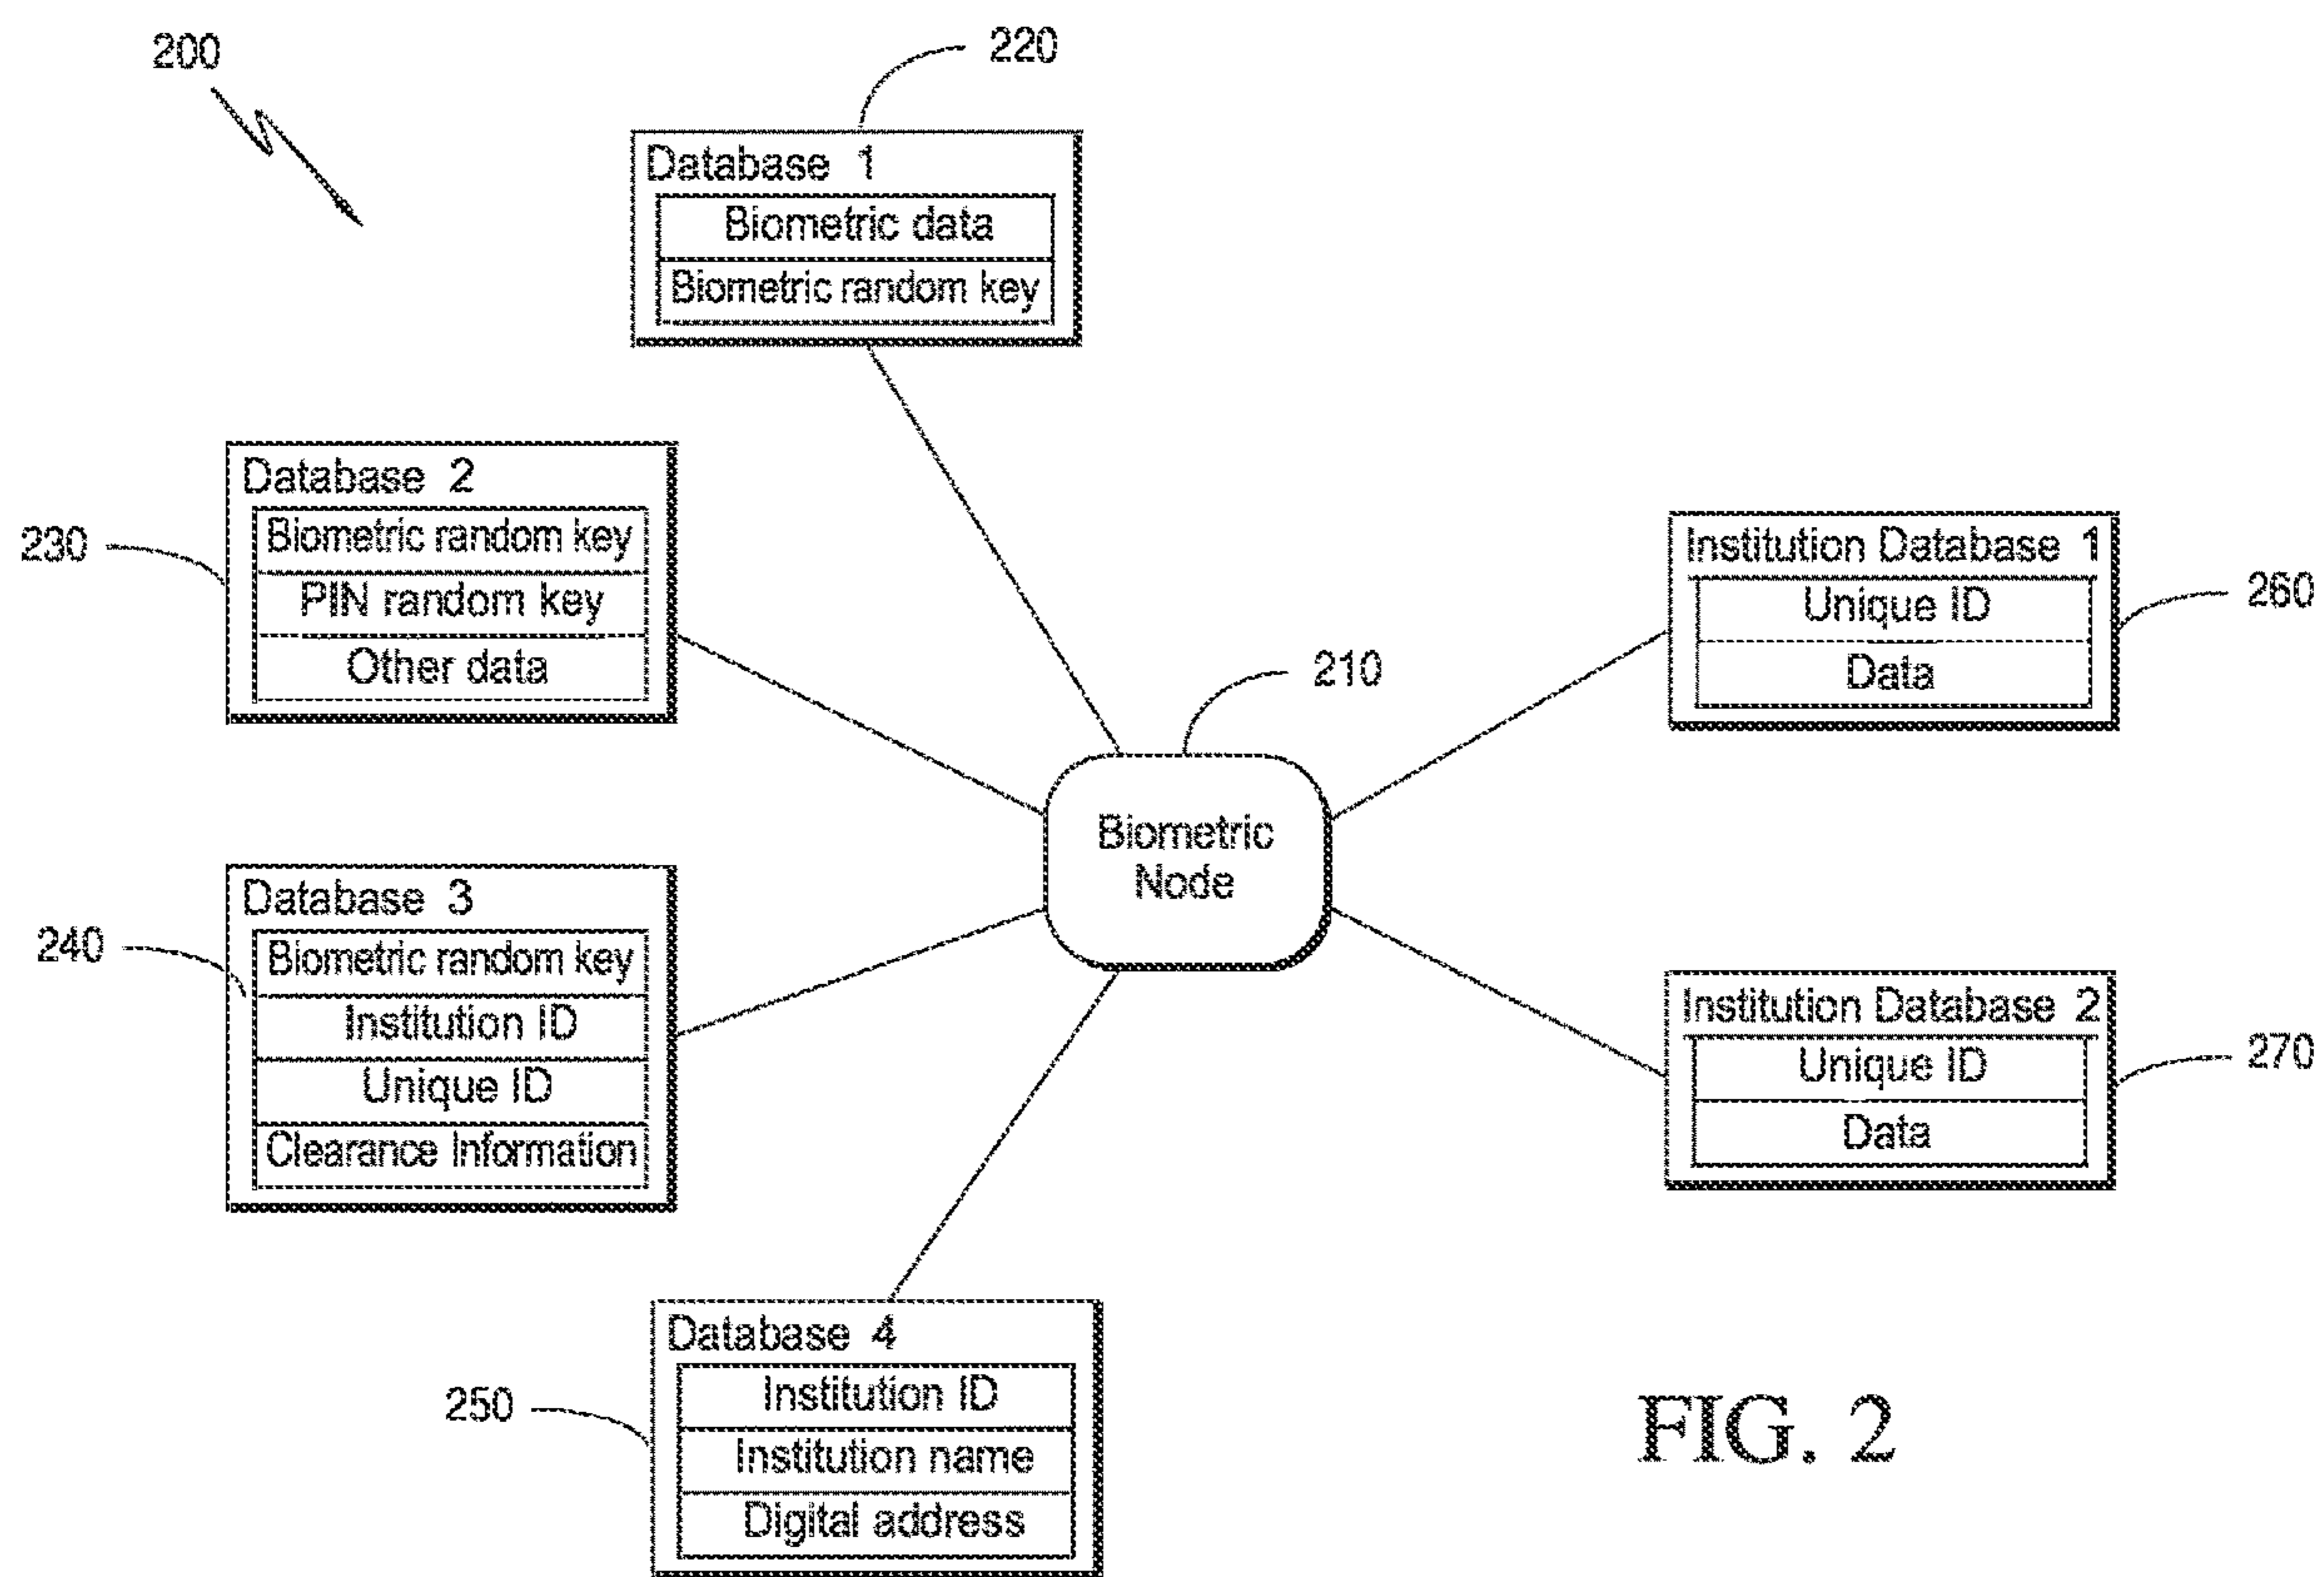 200
220
Database 1
Biometric data
Biometric random key
Database 2
230
Biometric random key
PIN random key
Other data
Institution Database 1
260
Unique ID
Data
210
Biometric
Node
Database 3
240
Biometric random key
Institution ID
Unique ID
Clearance Information
Institution Database 2
270
Unique ID
Data
Database 4
250
Institution ID
Institution name
Digital address
FIG. 2